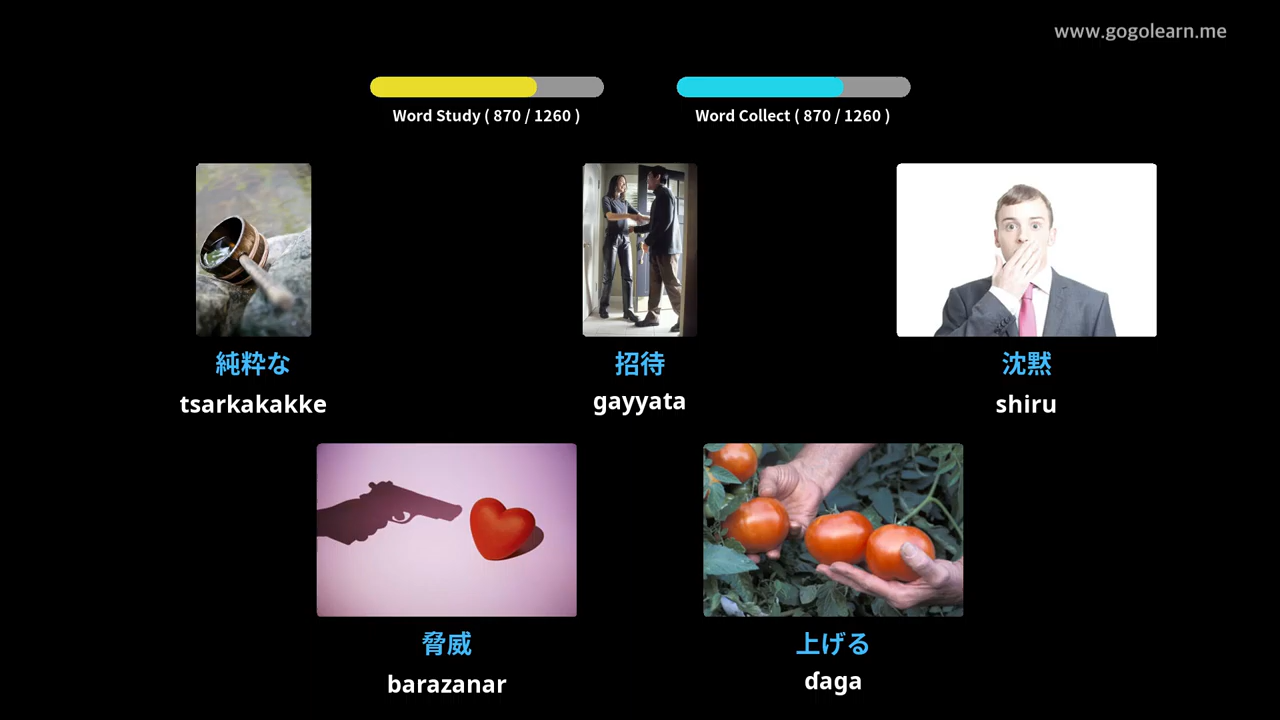 www.gogolearn.me
Word Study ( 870 / 1260 )
Word Collect ( 870 / 1260 )
純粋な
tsarkakakke
招待
gayyata
沈黙
shiru
脅威
barazanar
上げる
ɗaga